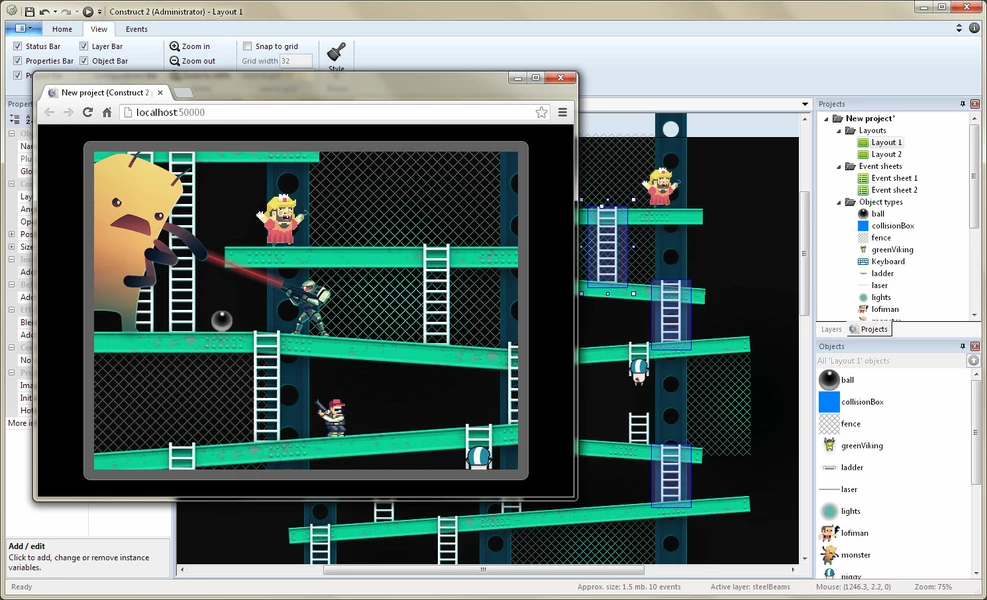 Construct 2 (Administrator) - Layout 1
Home View Events
Status Bar Layer Bar
Properties Bar Object Bar
Zoom in
Zoom out
Snap to grid
Grid width 32
Style
New project (Construct 2
localhost:50000
More in
Add / edit
Click to add, change or remove instance
variables.
Projects
New project*
Layouts
Layout 1
Layout 2
Event sheets
Event sheet 1
Event sheet 2
Object types
ball
collisionBox
fence
greenViking
Keyboard
ladder
laser
lights
lofiman
Layers Projects
Objects
All 'Layout 1' objects
ball
collisionBox
fence
greenViking
ladder
laser
lights
lofiman
monster
piggy
Ready
Approx. size: 1.5 mb. 10 events
Active layer: steelBeams
Mouse: (1246.3, 2.2, 0)
Zoom: 75%